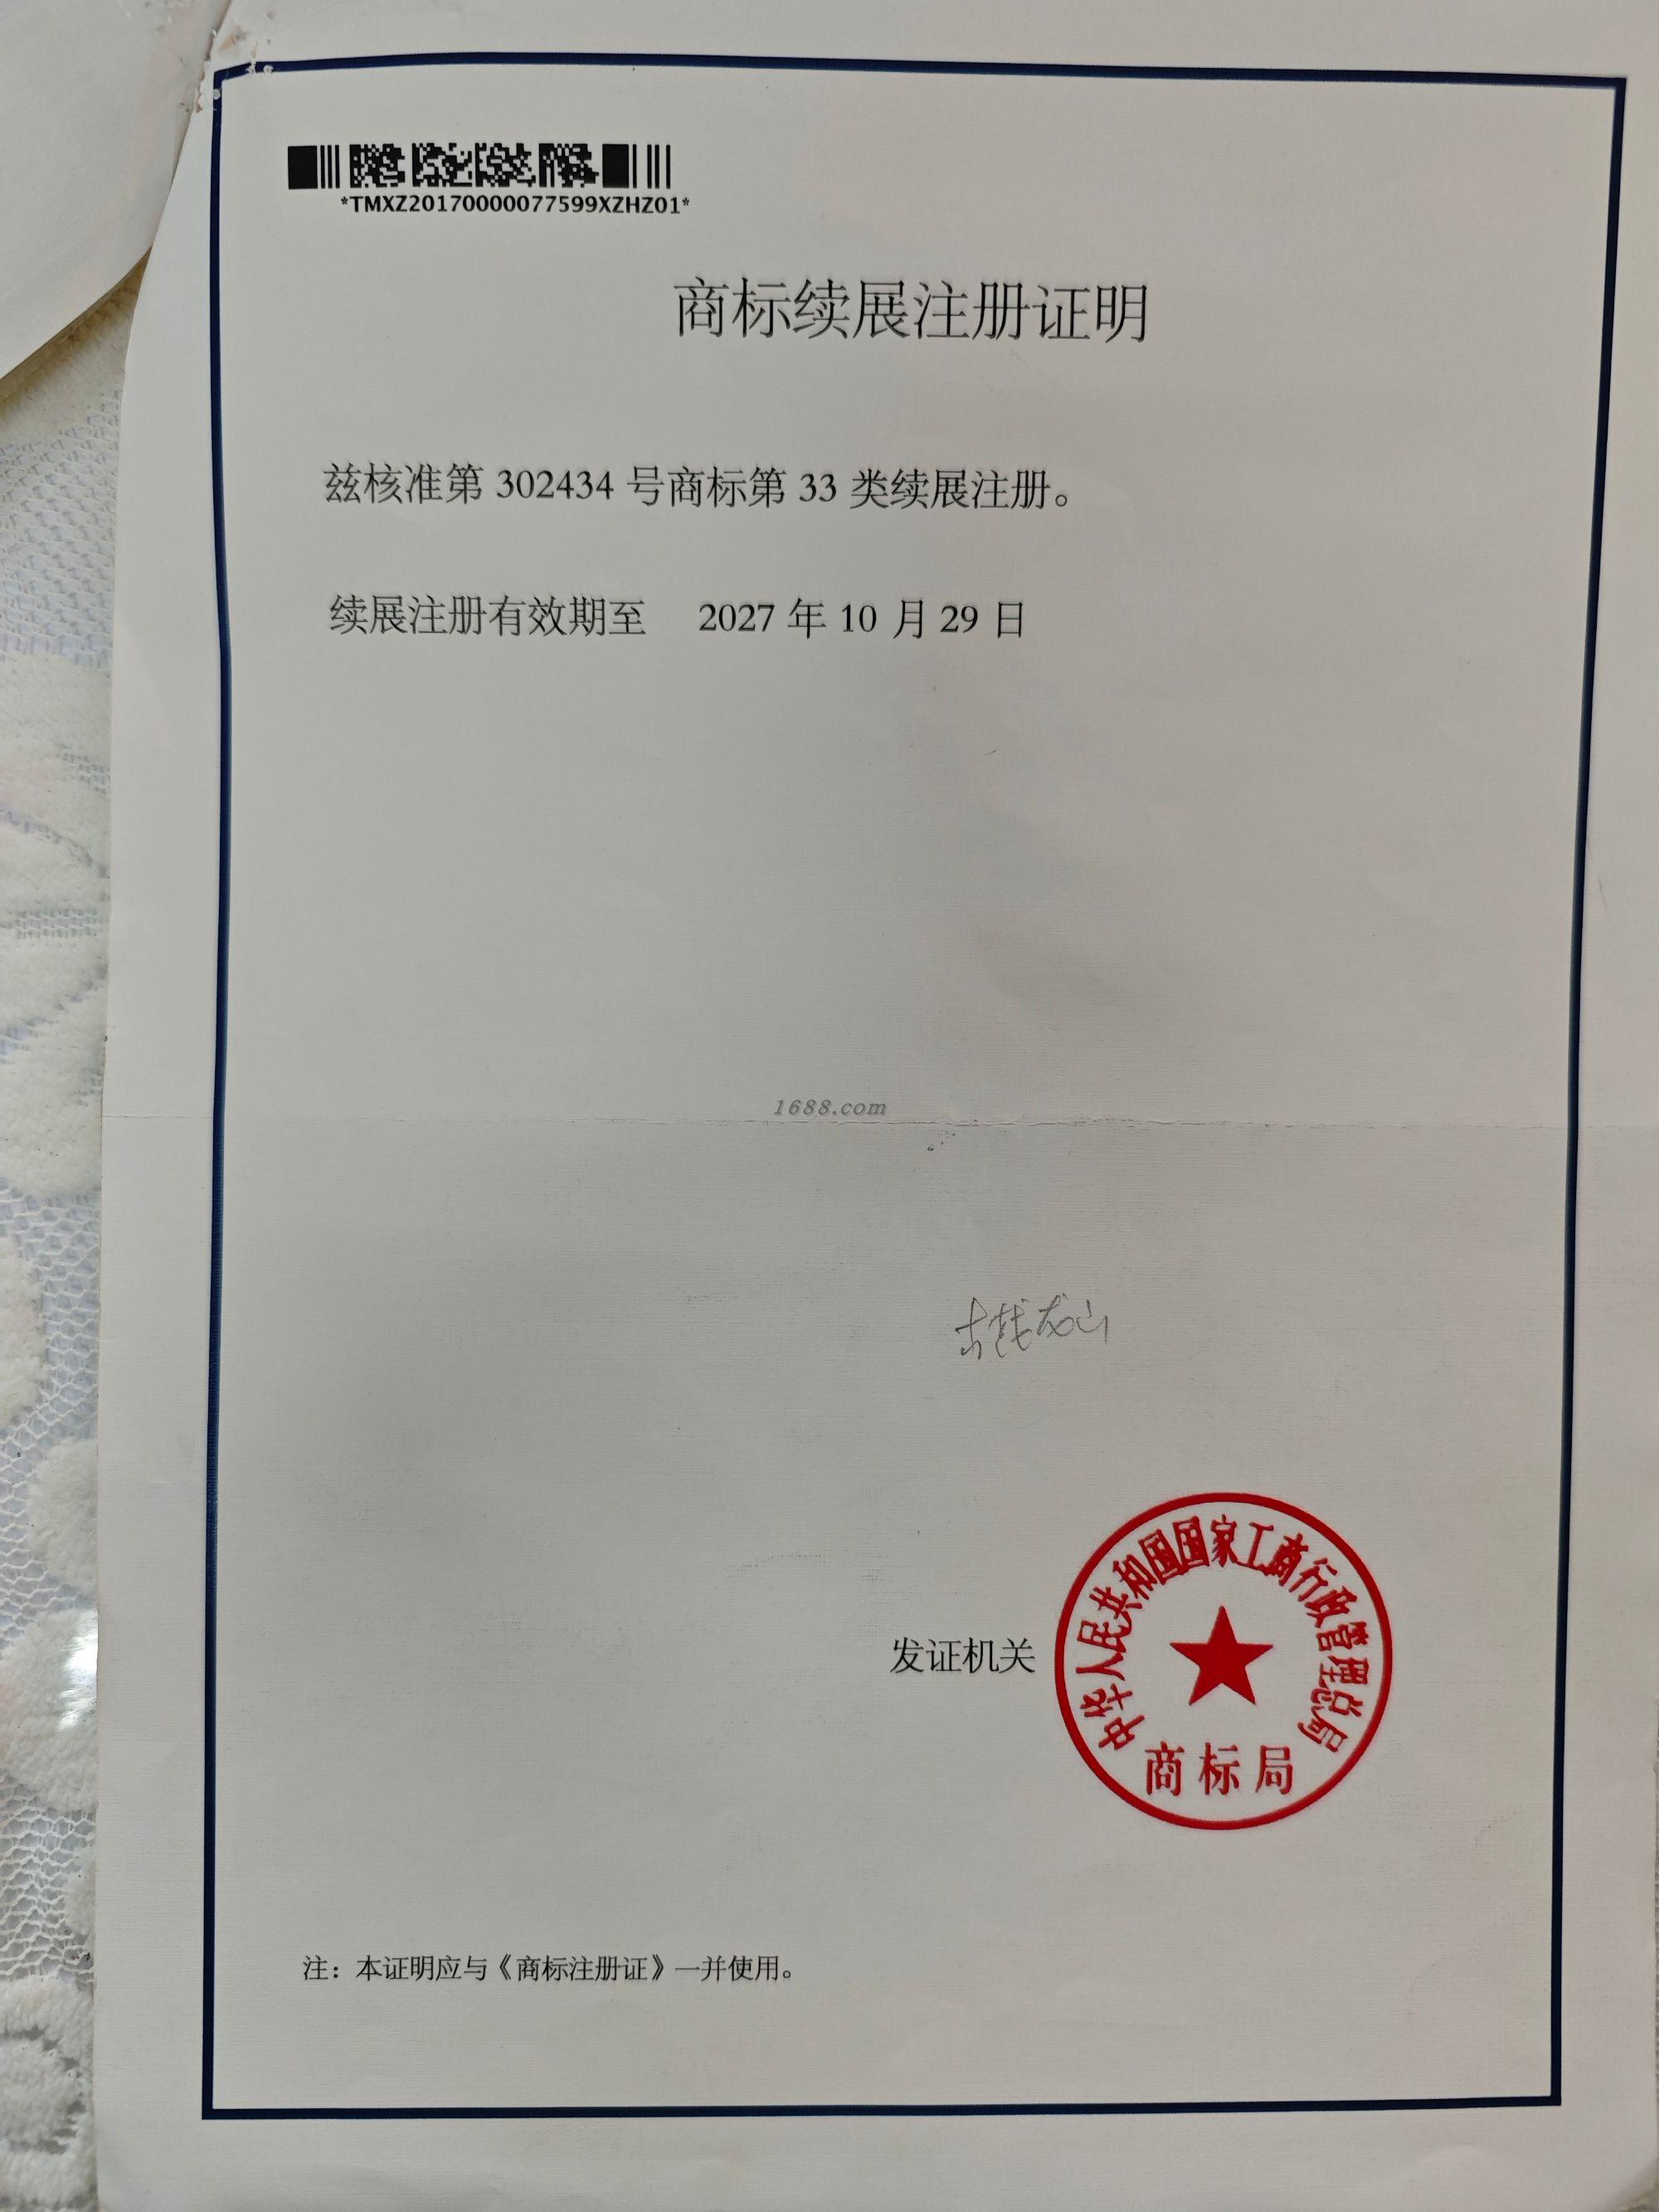 *TMXZ20170000077599XZHZ01*
商标续展注册证明
兹核准第 302434 号商标第 33 类续展注册。
续展注册有效期至 2027 年 10 月 29 日
1688.com
龙山
发证机关
中华人民共和国国家工商行政管理总局
商标局
注：本证明应与《商标注册证》一并使用。